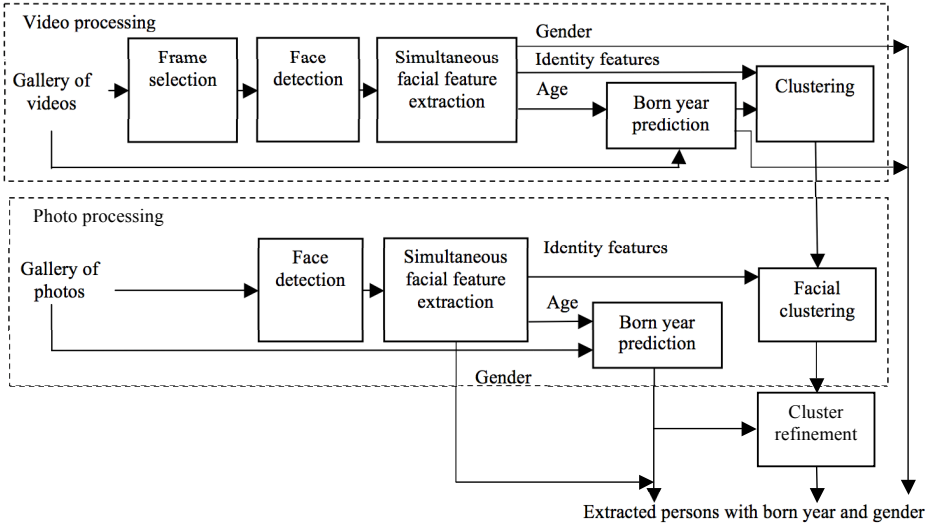 Video processing
Gallery of
videos
Frame
selection
Face
detection
Simultaneous
facial feature
extraction
Gender
Identity features
Age
Born year
prediction
Clustering
Photo processing
Gallery of
photos
Face
detection
Simultaneous
facial feature
extraction
Identity features
Age
Born year
prediction
Facial
clustering
Gender
Cluster
refinement
Extracted persons with born year and gender